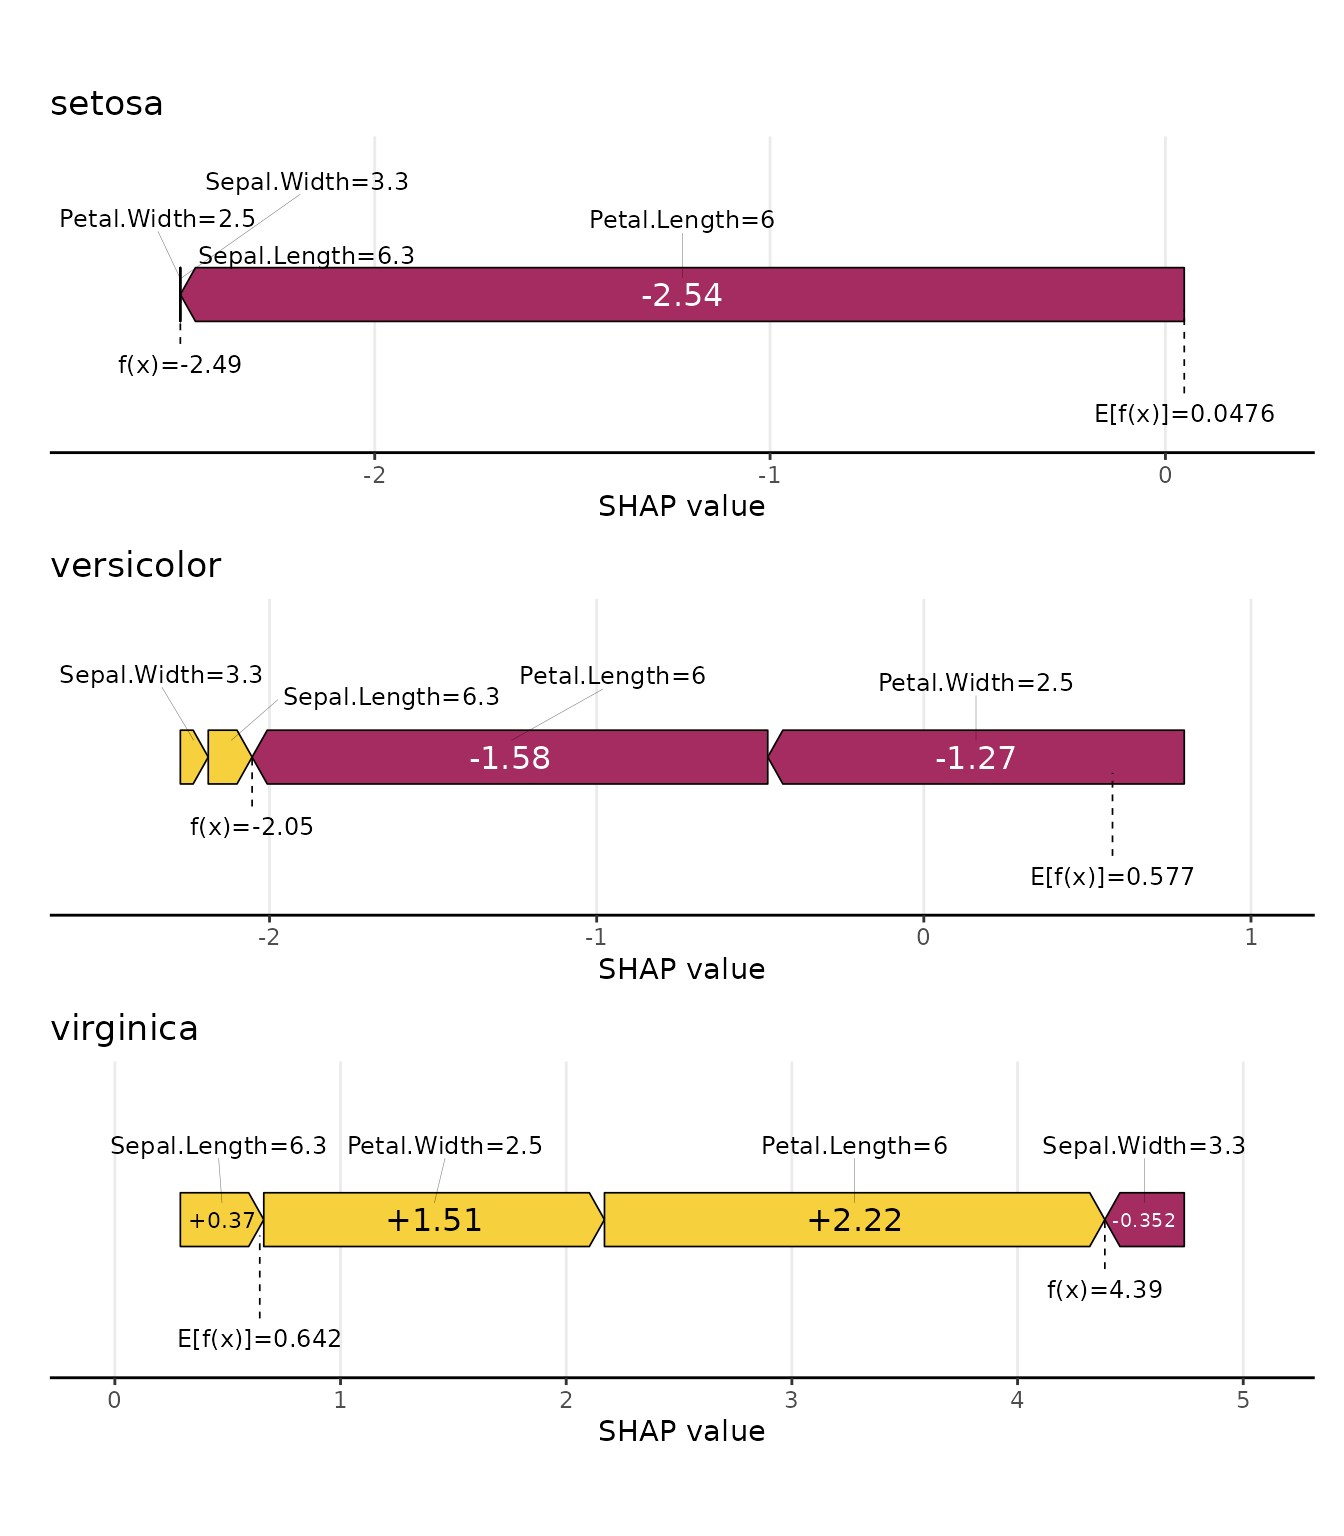 setosa
Sepal.Width=3.3
Petal.Width=2.5
Petal.Length=6
Sepal.Length=6.3
-2.54
f(x)=-2.49
E[f(x)]=0.0476
-2 -1 0
SHAP value
versicolor
Sepal.Width=3.3
Petal.Length=6
Petal.Width=2.5
Sepal.Length=6.3
-1.58 -1.27
f(x)=-2.05
E[f(x)]=0.577
-2 -1 0 1
SHAP value
virginica
Sepal.Length=6.3 Petal.Width=2.5 Petal.Length=6 Sepal.Width=3.3
+0.37 +1.51 +2.22 -0.352
f(x)=4.39
E[f(x)]=0.642
0 1 2 3 4 5
SHAP value